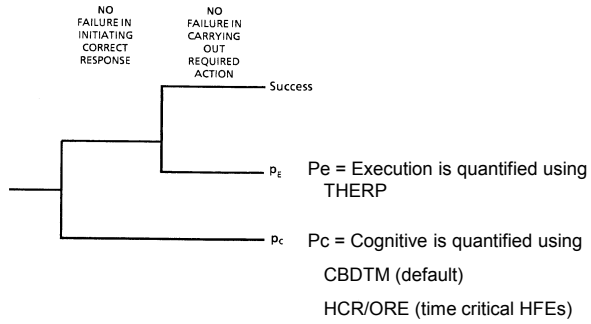 NO
FAILURE IN
INITIATING
CORRECT
RESPONSE
NO
FAILURE IN
CARRYING
OUT
REQUIRED
ACTION
Success
pE Pe = Execution is quantified using
THERP
pc Pc = Cognitive is quantified using
CBDTM (default)
HCR/ORE (time critical HFEs)